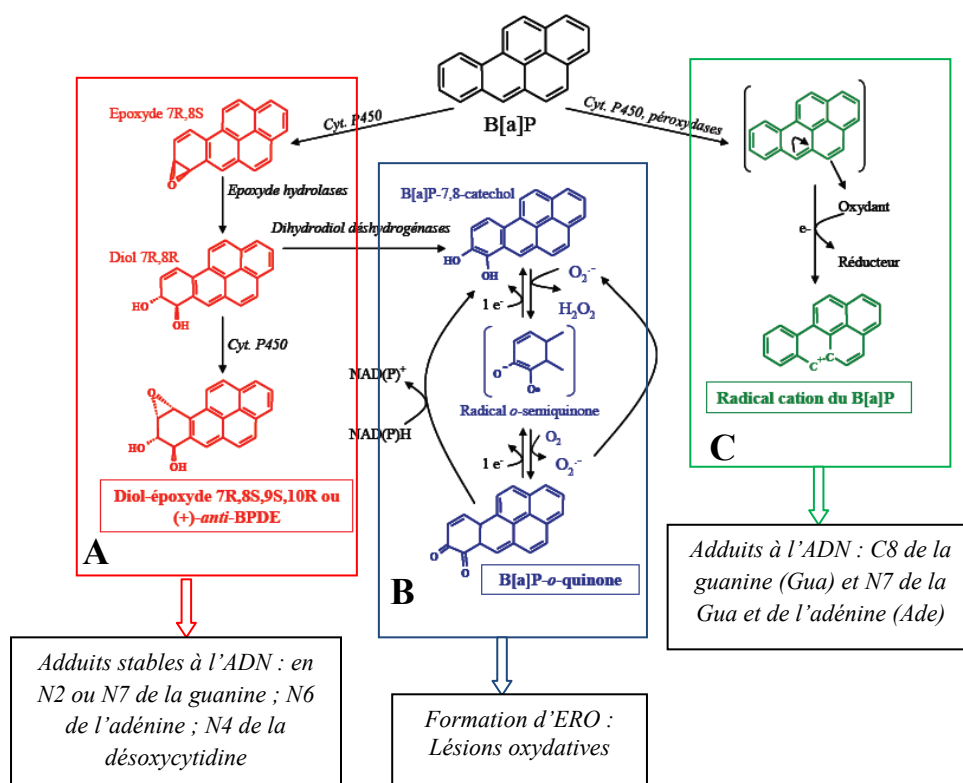 B[a]P
Cyt. P450
Cyt. P450, péroxydases
Epoxyde 7R,8S
O
Epoxyde hydrolases
Diol 7R,8R
HO
OH
Cyt. P450
O
HO
OH
Diol-époxyde 7R,8S,9S,10R ou
(+)-anti-BPDE
A
Dihydrodiol déshydrogénases
B[a]P-7,8-catechol
HO
OH
1 e-
O2·-
H2O2
O-
O•
Radical o-semiquinone
NAD(P)+
NAD(P)H
1 e-
O2
O2·-
O
O
B[a]P-o-quinone
B
Oxydant
e-
Réducteur
C+
C
Radical cation du B[a]P
C
Adduits stables à l’ADN : en
N2 ou N7 de la guanine ; N6
de l’adénine ; N4 de la
désoxycytidine
Formation d’ERO :
Lésions oxydatives
Adduits à l’ADN : C8 de la
guanine (Gua) et N7 de la
Gua et de l’adénine (Ade)